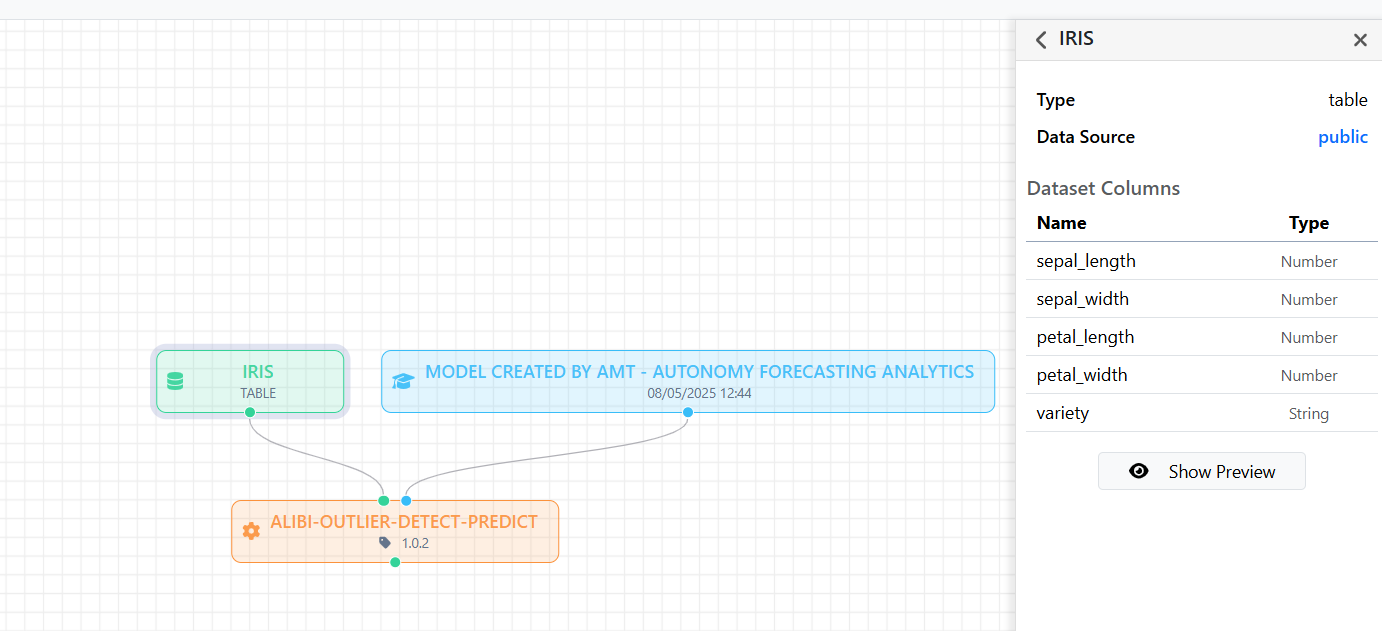 IRIS
TABLE
MODEL CREATED BY AMT - AUTONOMY FORECASTING ANALYTICS
08/05/2025 12:44
ALIBI-OUTLIER-DETECT-PREDICT
1.0.2
IRIS
Type table
Data Source public
Dataset Columns
Name Type
sepal_length Number
sepal_width Number
petal_length Number
petal_width Number
variety String
Show Preview